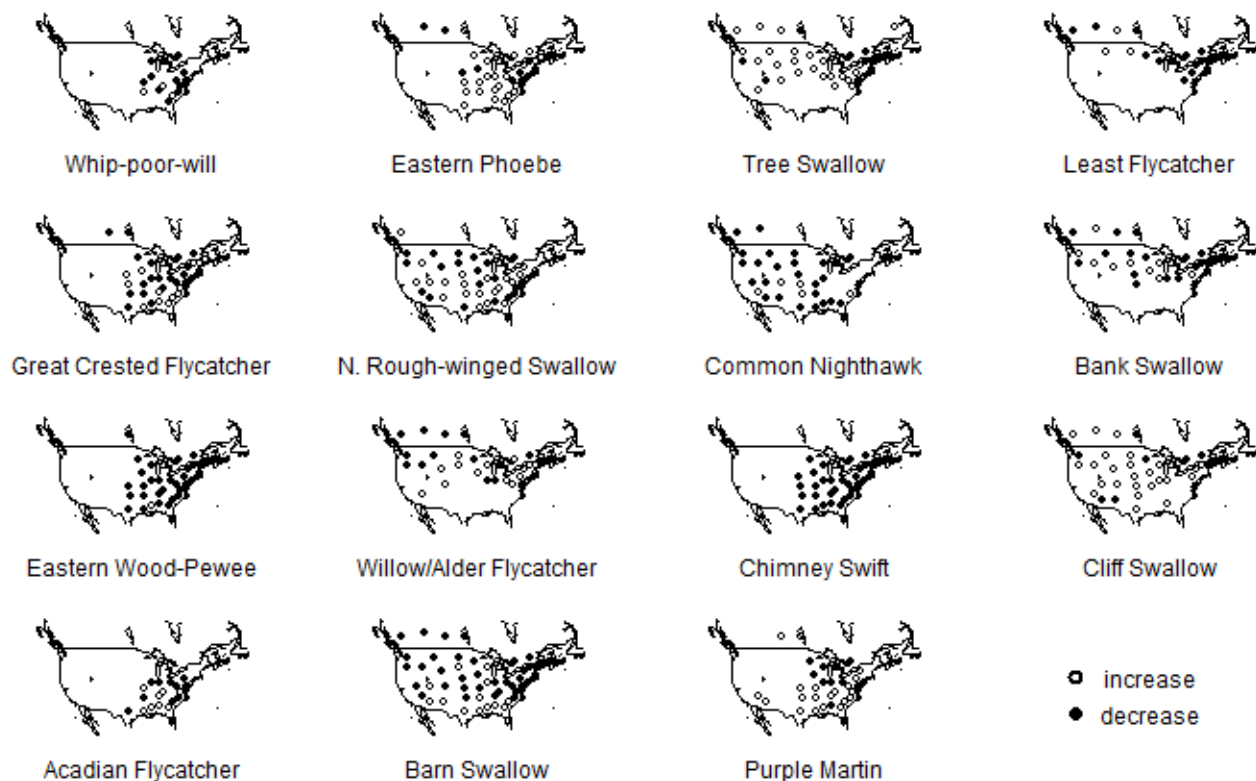 Whip-poor-will
Eastern Phoebe
Tree Swallow
Least Flycatcher
Great Crested Flycatcher
N. Rough-winged Swallow
Common Nighthawk
Bank Swallow
Eastern Wood-Pewee
Willow/Alder Flycatcher
Chimney Swift
Cliff Swallow
Acadian Flycatcher
Barn Swallow
Purple Martin
increase
decrease